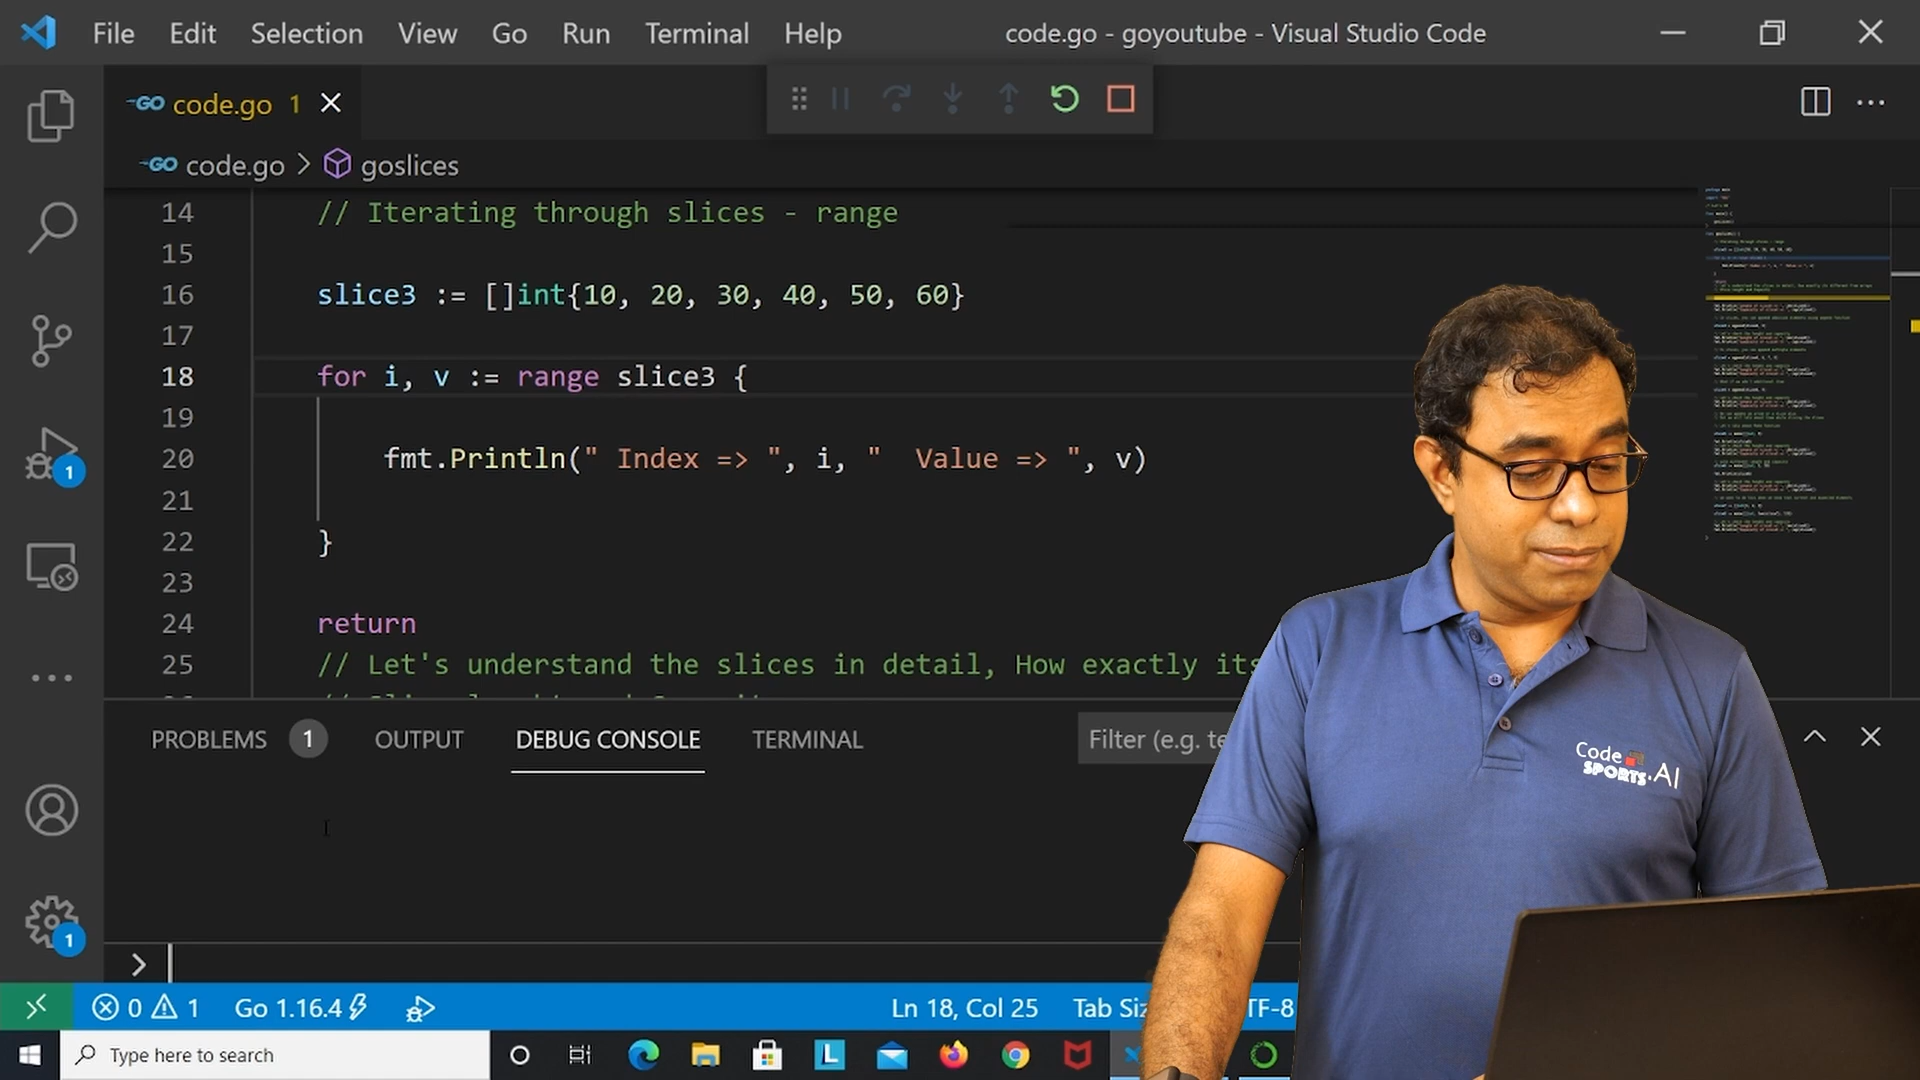 File Edit Selection View Go Run Terminal Help code.go - goyoutube - Visual Studio Code
GO code.go 1
GO code.go > goslices
14 // Iterating through slices - range
15
16 slice3 := []int{10, 20, 30, 40, 50, 60}
17
18 for i, v := range slice3 {
19
20 fmt.Println(" Index => ", i, "  Value => ", v)
21
22 }
23
24 return
25 // Let's understand the slices in detail, How exactly its
PROBLEMS 1 OUTPUT DEBUG CONSOLE TERMINAL Filter (e.g. te
Code
SPORTS.AI
1
1
>
0 1 Go 1.16.4 Ln 18, Col 25 Tab Siz TF-8
Type here to search
L